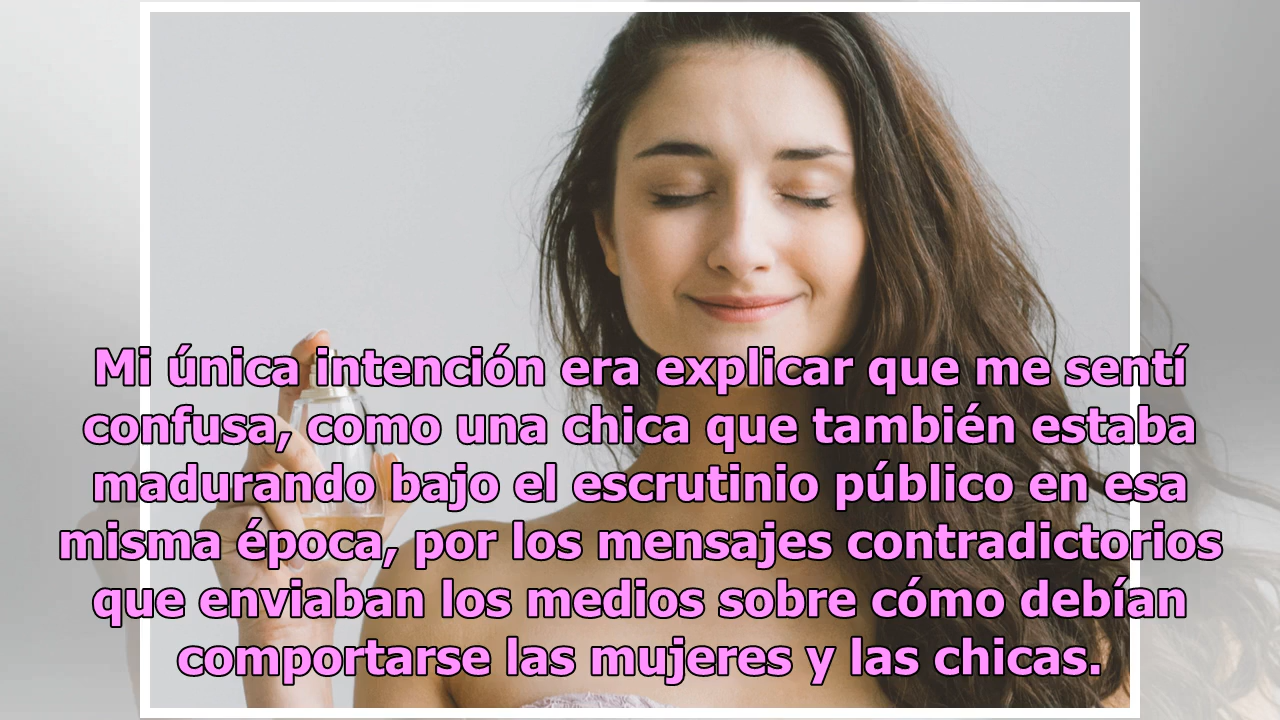 Mi única intención era explicar que me sentí
confusa, como una chica que también estaba
madurando bajo el escrutinio público en esa
misma época, por los mensajes contradictorios
que enviaban los medios sobre cómo debían
comportarse las mujeres y las chicas.